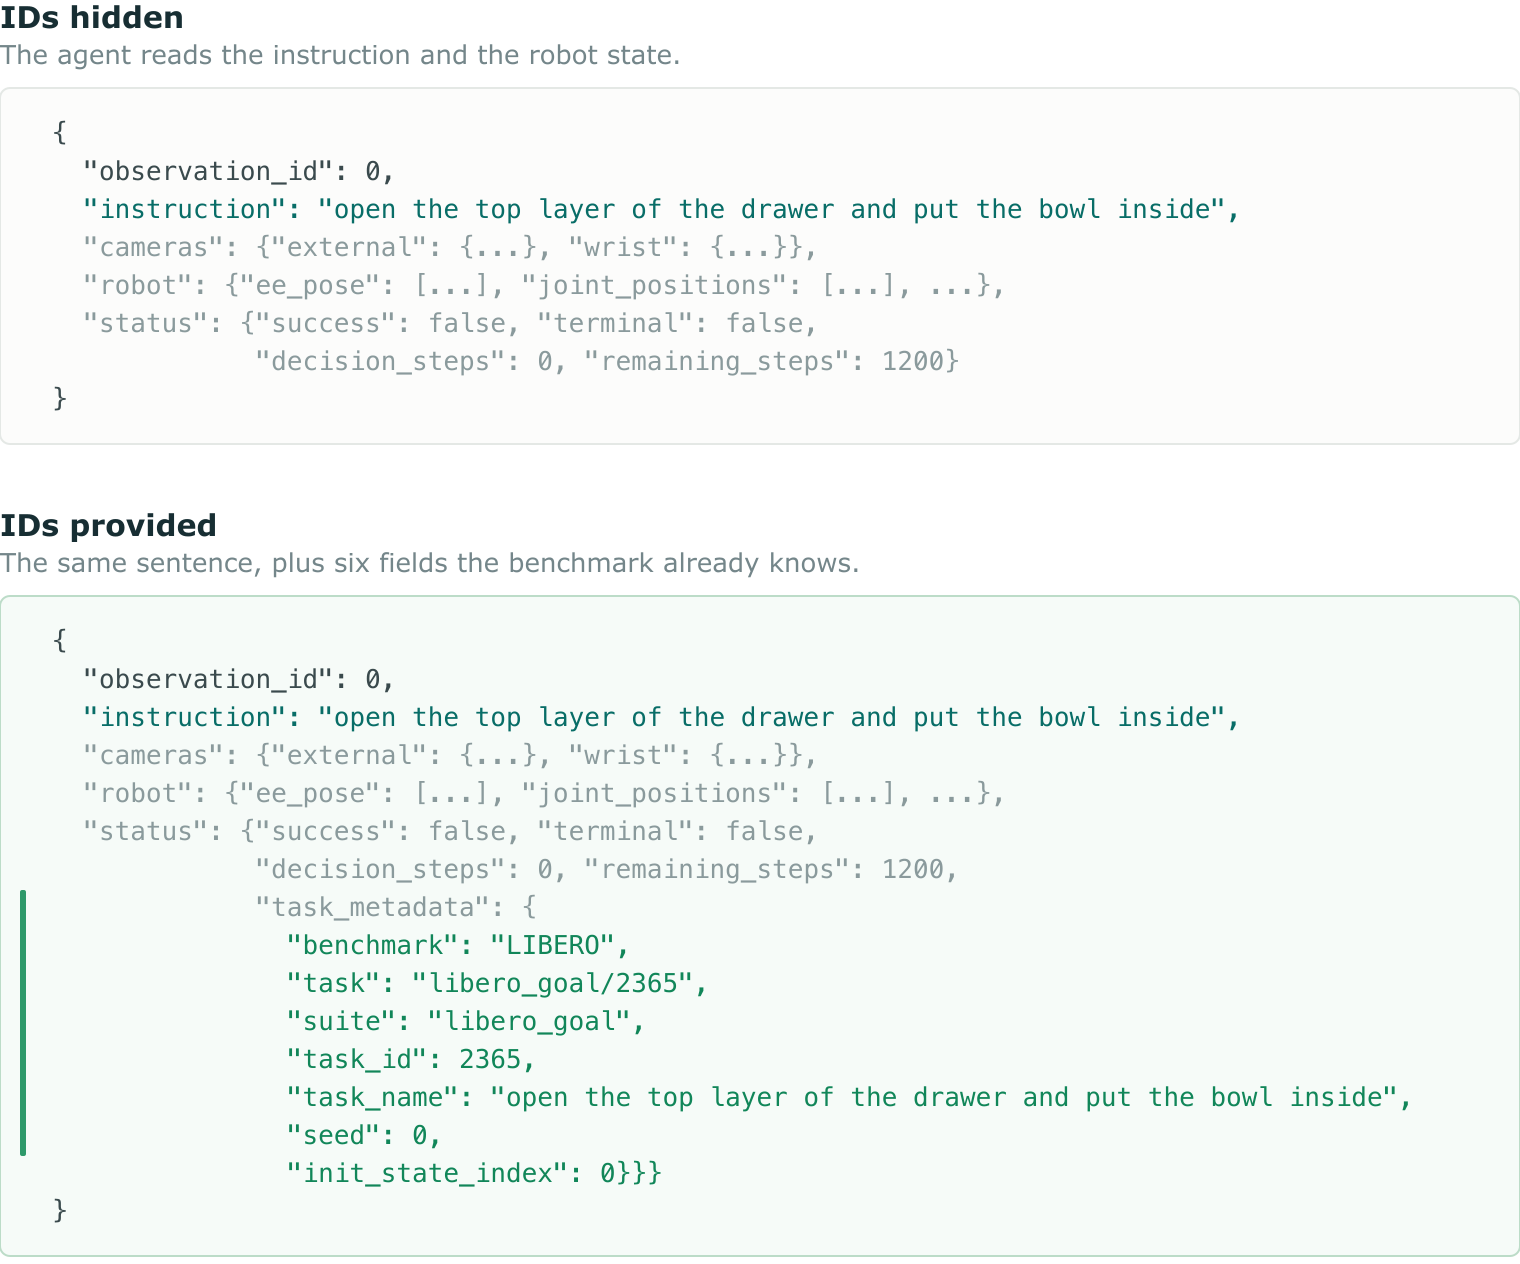 IDs hidden
The agent reads the instruction and the robot state.
{
"observation_id": 0,
"instruction": "open the top layer of the drawer and put the bowl inside",
"cameras": {"external": {...}, "wrist": {...}},
"robot": {"ee_pose": [...], "joint_positions": [...], ...},
"status": {"success": false, "terminal": false,
"decision_steps": 0, "remaining_steps": 1200}
}
IDs provided
The same sentence, plus six fields the benchmark already knows.
{
"observation_id": 0,
"instruction": "open the top layer of the drawer and put the bowl inside",
"cameras": {"external": {...}, "wrist": {...}},
"robot": {"ee_pose": [...], "joint_positions": [...], ...},
"status": {"success": false, "terminal": false,
"decision_steps": 0, "remaining_steps": 1200,
"task_metadata": {
"benchmark": "LIBERO",
"task": "libero_goal/2365",
"suite": "libero_goal",
"task_id": 2365,
"task_name": "open the top layer of the drawer and put the bowl inside",
"seed": 0,
"init_state_index": 0}}}
}